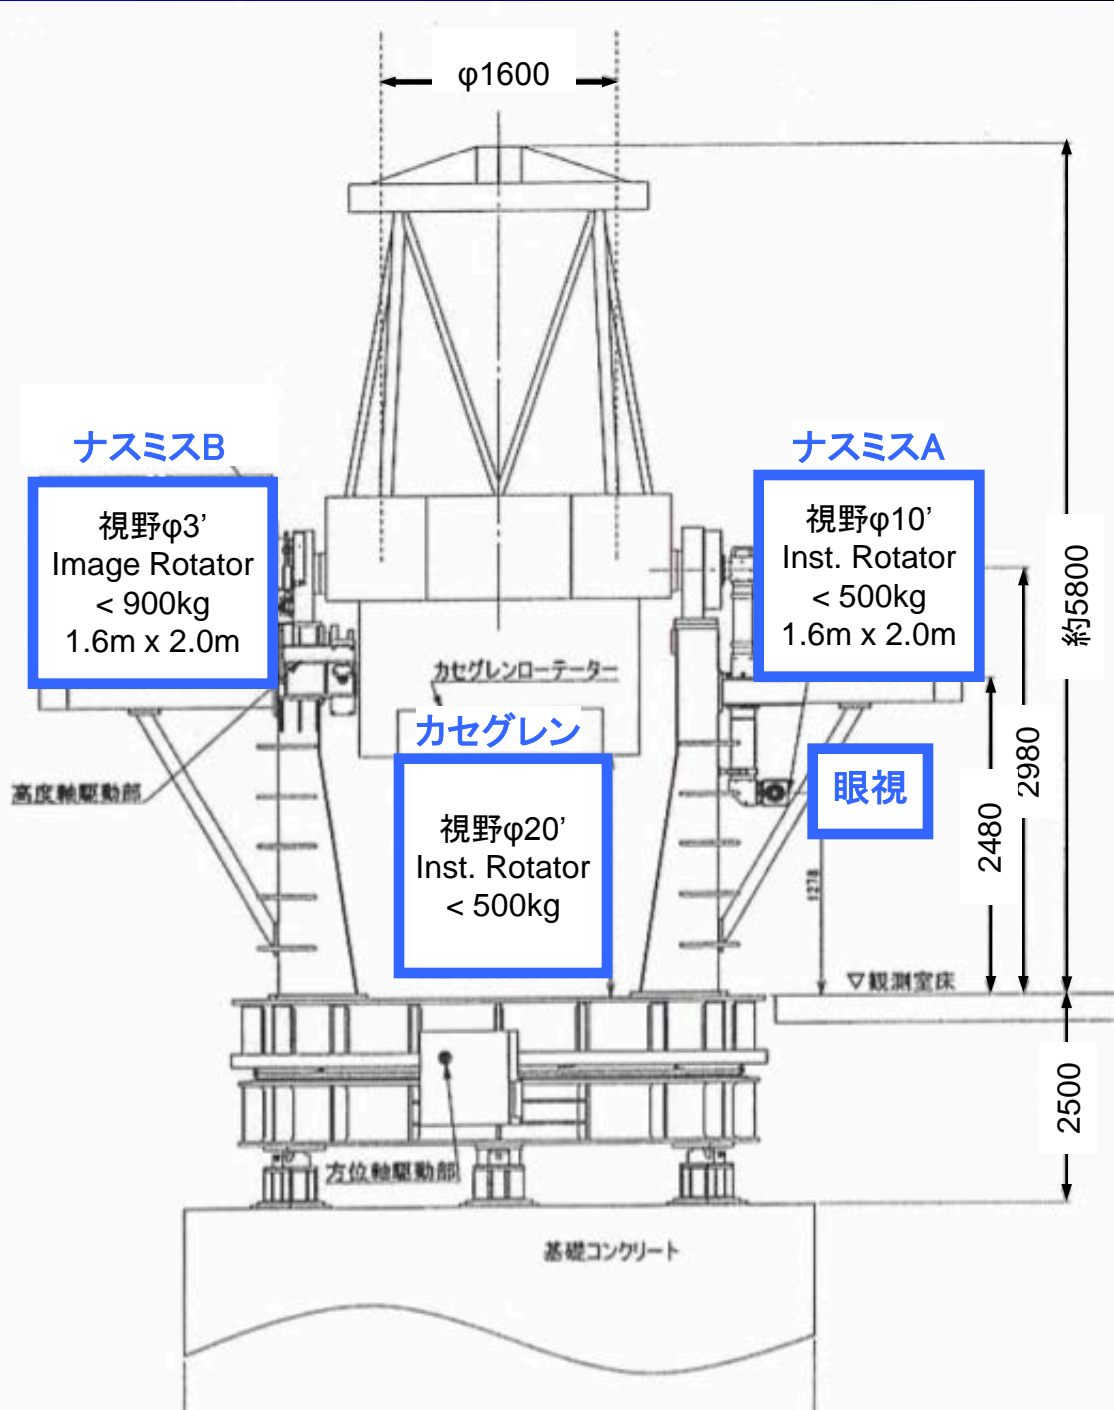 φ1600
ナスミスB
視野φ3’
Image Rotator
< 900kg
1.6m x 2.0m
ナスミスA
視野φ10’
Inst. Rotator
< 500kg
1.6m x 2.0m
約5800
カセグレンローテーター
カセグレン
視野φ20’
Inst. Rotator
< 500kg
高度軸駆動部
眼視
2980
2480
1278
▽観測室床
2500
方位軸駆動部
基礎コンクリート